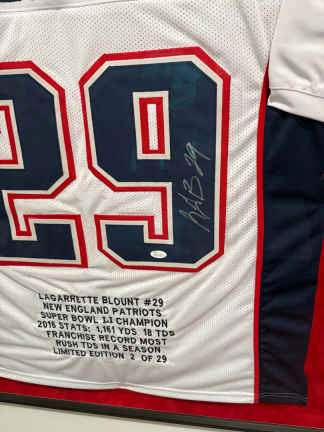 29
LAGARRETTE BLOUNT #29
NEW ENGLAND PATRIOTS
SUPER BOWL LI CHAMPION
2016 STATS: 1,161 YDS 18 TDS
FRANCHISE RECORD MOST
RUSH TDS IN A SEASON
LIMITED EDITION 2 OF 29